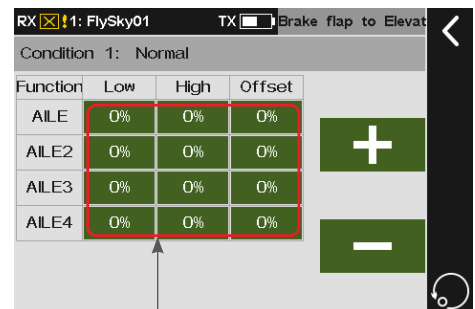 RX !1: FlySky01 TX Brake flap to Elevat
Condition 1: Normal
Function Low High Offset
AILE 0% 0% 0%
AILE2 0% 0% 0%
AILE3 0% 0% 0%
AILE4 0% 0% 0%